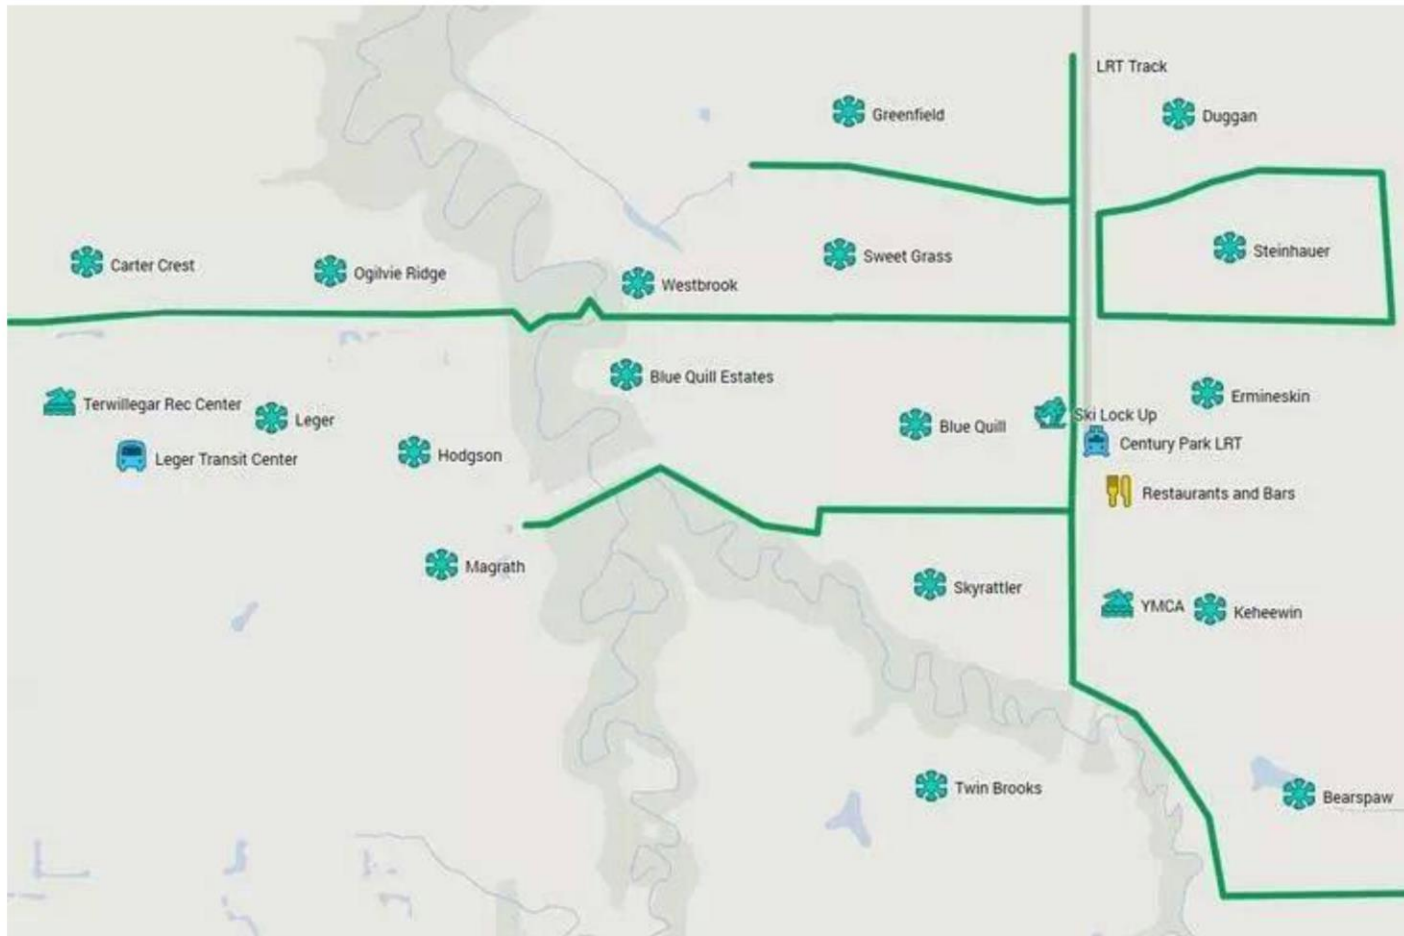 LRT Track
Greenfield
Duggan
Sweet Grass
Steinhauer
Carter Crest
Ogilvie Ridge
Westbrook
Blue Quill Estates
Ermineskin
Terwillegar Rec Center
Leger
Ski Lock Up
Blue Quill
Century Park LRT
Hodgson
Leger Transit Center
Restaurants and Bars
Magrath
Skyrattler
YMCA
Keheewin
Twin Brooks
Bearspaw